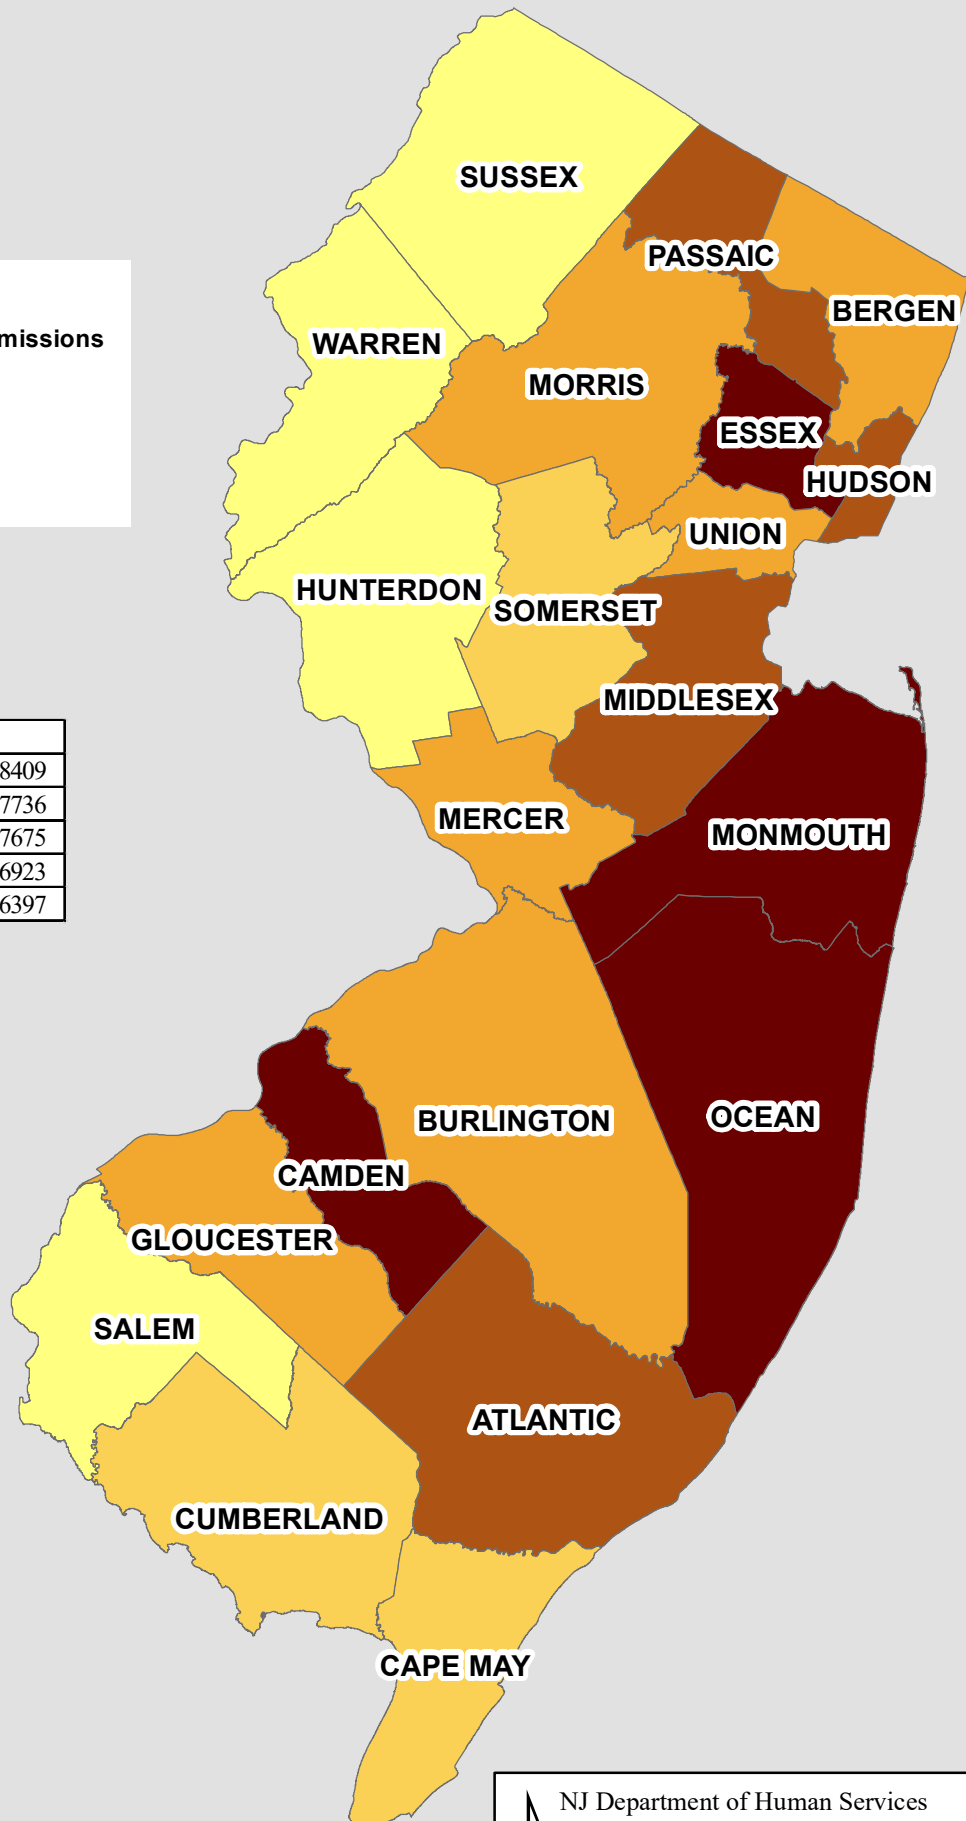 SUSSEX
PASSAIC
BERGEN
missions
WARREN
MORRIS
ESSEX
HUDSON
UNION
HUNTERDON
SOMERSET
MIDDLESEX
8409
7736
7675
6923
6397
MERCER
MONMOUTH
OCEAN
BURLINGTON
CAMDEN
GLOUCESTER
SALEM
ATLANTIC
CUMBERLAND
CAPE MAY
NJ Department of Human Services